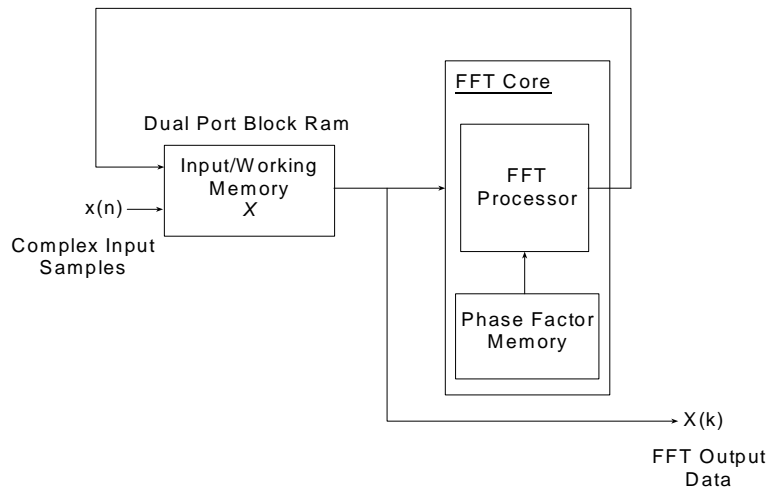 FFT Core
Dual Port Block Ram
Input/Working
Memory
X
FFT
Processor
x(n)
Complex Input
Samples
Phase Factor
Memory
X(k)
FFT Output
Data